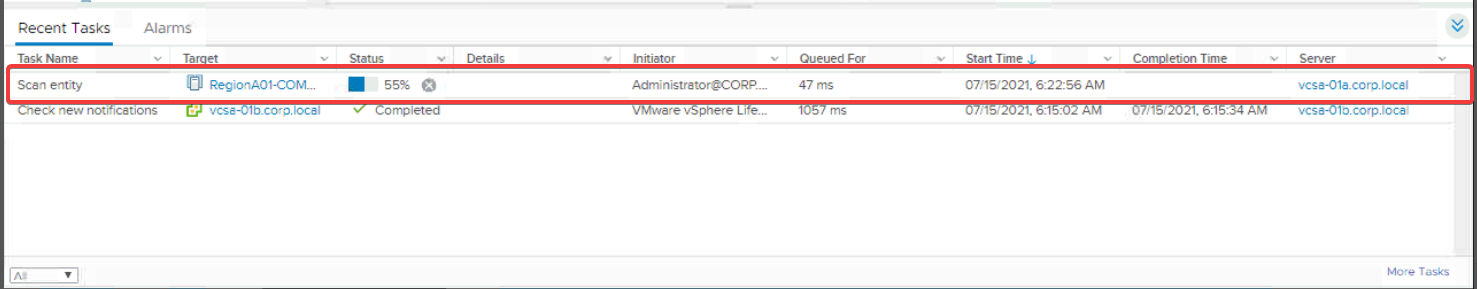 Recent Tasks Alarms
Task Name Target Status Details Initiator Queued For Start Time ↓ Completion Time Server
Scan entity RegionA01-COM... 55% Administrator@CORP.... 47 ms 07/15/2021, 6:22:56 AM vcsa-01a.corp.local
Check new notifications vcsa-01b.corp.local Completed VMware vSphere Life... 1057 ms 07/15/2021, 6:15:02 AM 07/15/2021, 6:15:34 AM vcsa-01b.corp.local
All More Tasks